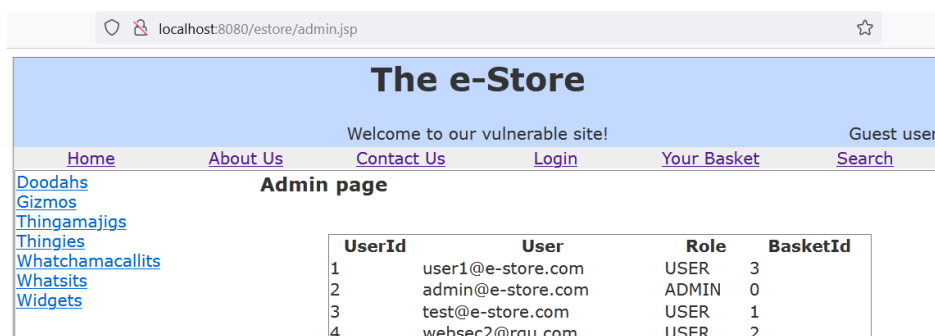 localhost:8080/estore/admin.jsp
The e-Store
Welcome to our vulnerable site! Guest user
Home About Us Contact Us Login Your Basket Search
Doodahs
Gizmos
Thingamajigs
Thingies
Whatchamacallits
Whatsits
Widgets
Admin page
UserId User Role BasketId
1 user1@e-store.com USER 3
2 admin@e-store.com ADMIN 0
3 test@e-store.com USER 1
4 websec2@rgu.com USER 2